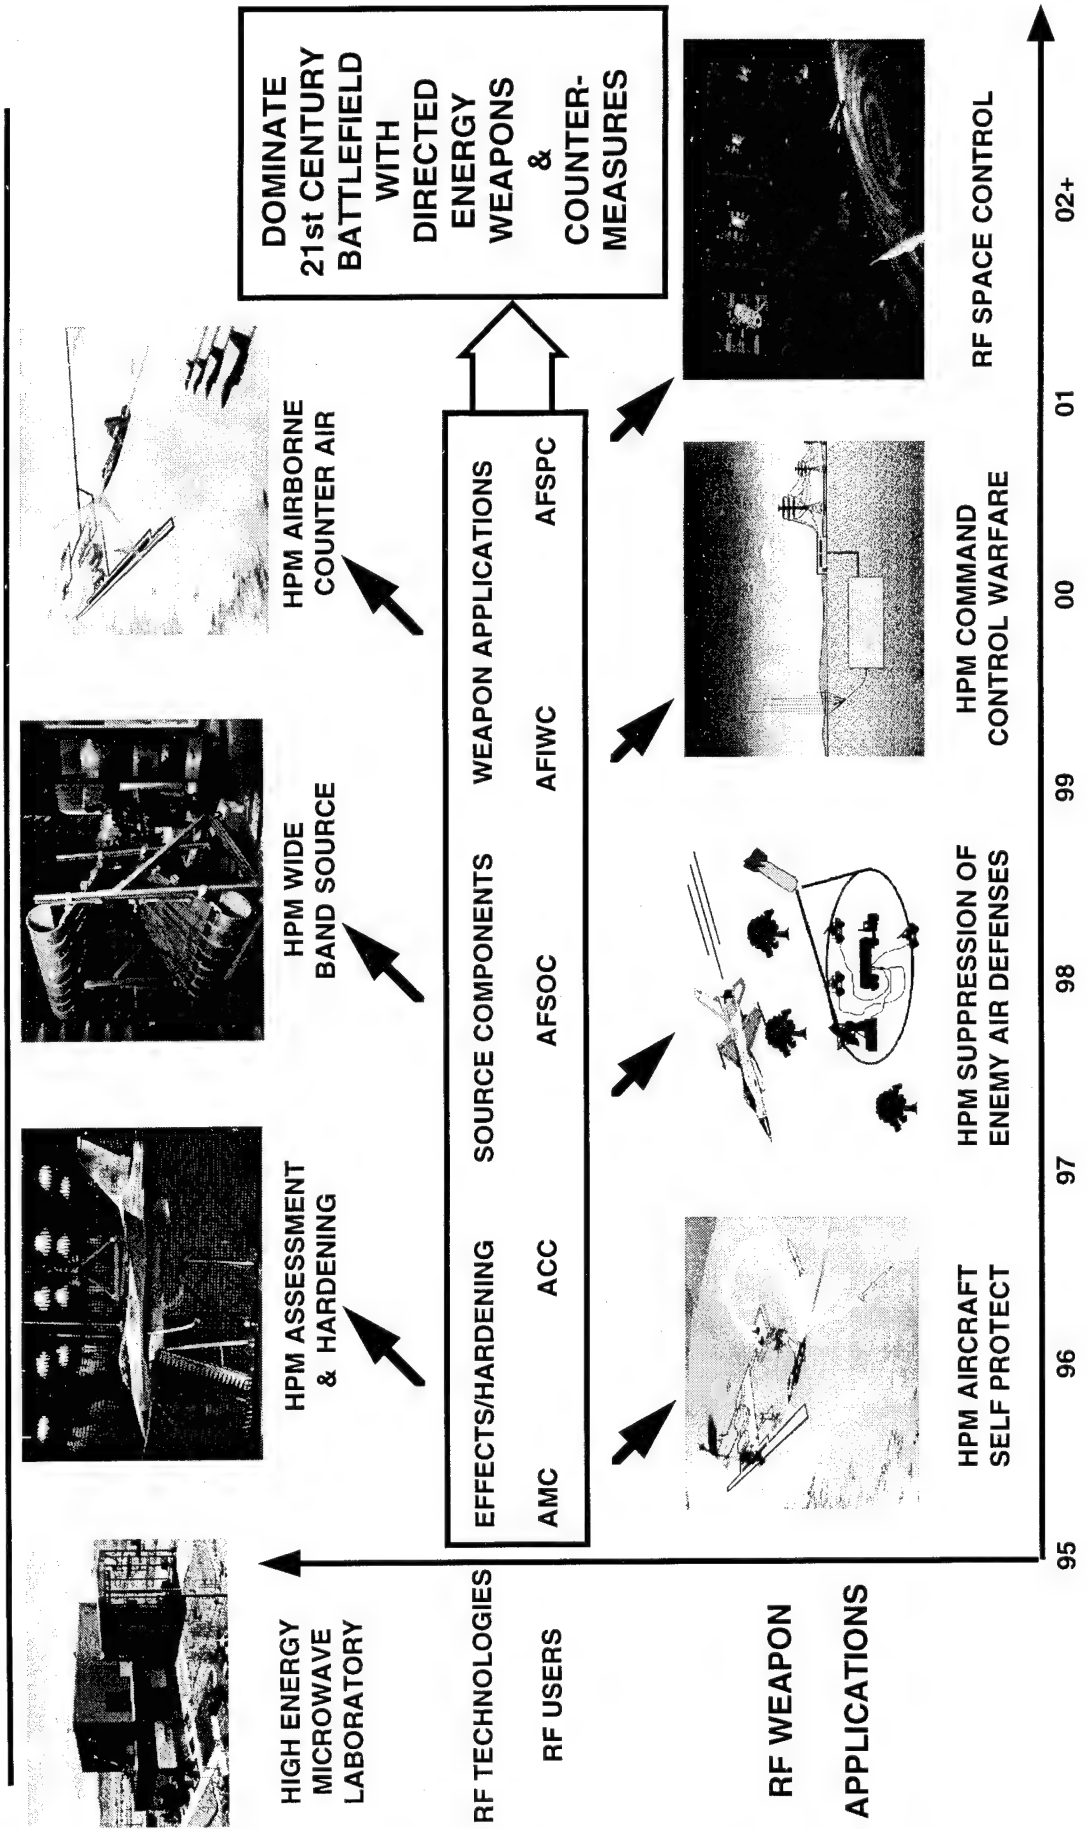 HIGH ENERGY
MICROWAVE
LABORATORY
HPM ASSESSMENT
& HARDENING
HPM WIDE
BAND SOURCE
HPM AIRBORNE
COUNTER AIR
DOMINATE
21st CENTURY
BATTLEFIELD
WITH
DIRECTED
ENERGY
WEAPONS
&
COUNTER-
MEASURES
RF TECHNOLOGIES
EFFECTS/HARDENING
SOURCE COMPONENTS
WEAPON APPLICATIONS
RF USERS
AMC
ACC
AFSOC
AFIWC
AFSPC
RF WEAPON
APPLICATIONS
HPM AIRCRAFT
SELF PROTECT
HPM SUPPRESSION OF
ENEMY AIR DEFENSES
HPM COMMAND
CONTROL WARFARE
RF SPACE CONTROL
95
96
97
98
99
00
01
02+